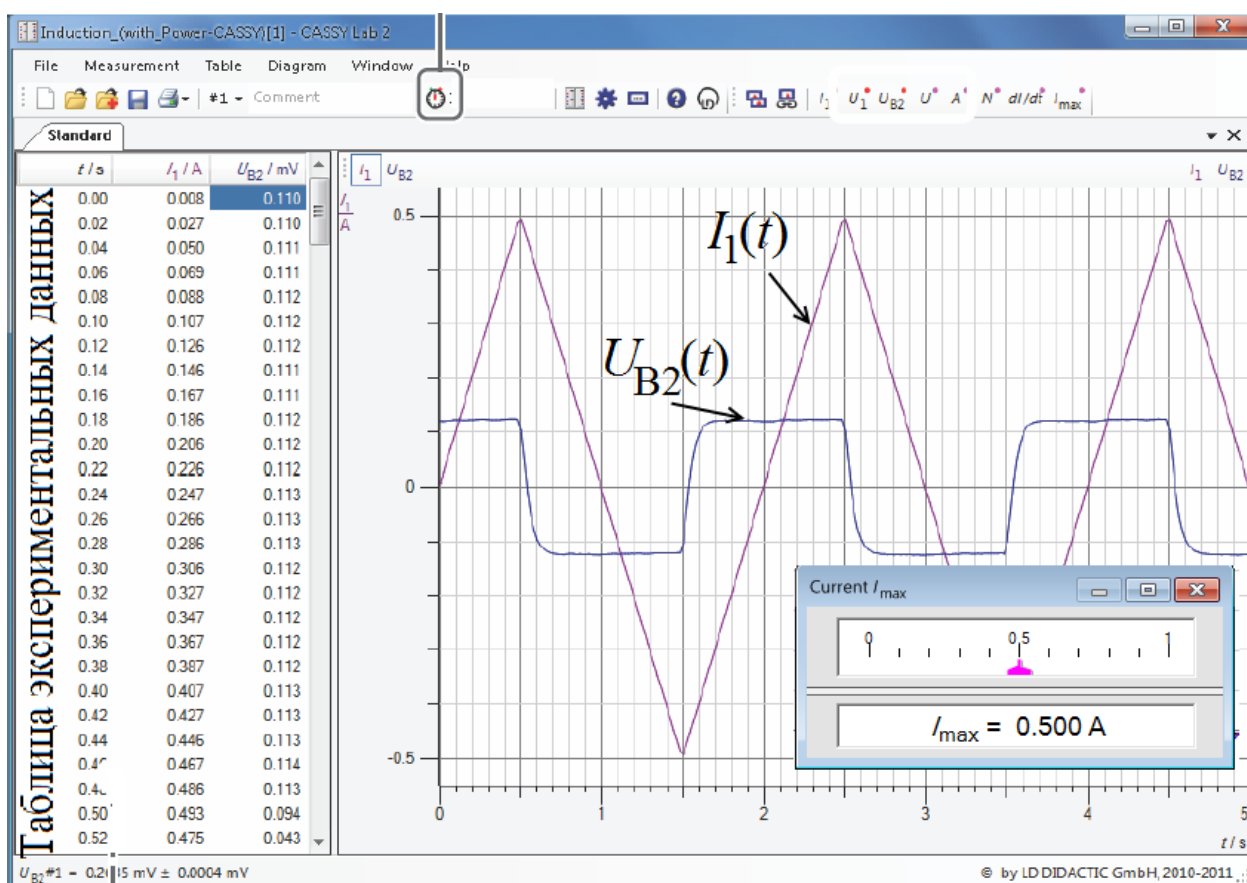 Induction_(with_Power-CASSY)[1] - CASSY Lab 2
File Measurement Table Diagram Window
#1 Comment I1 U1 UB2 U A N dI/dt Imax
Standard
t / s I1 / A UB2 / mV
0.00 0.008 0.110
0.02 0.027 0.110
0.04 0.050 0.111
0.06 0.069 0.111
0.08 0.088 0.112
0.10 0.107 0.112
0.12 0.126 0.112
0.14 0.146 0.111
0.16 0.167 0.111
0.18 0.186 0.112
0.20 0.206 0.112
0.22 0.226 0.112
0.24 0.247 0.113
0.26 0.266 0.113
0.28 0.286 0.113
0.30 0.306 0.112
0.32 0.327 0.112
0.34 0.347 0.112
0.36 0.367 0.112
0.38 0.387 0.112
0.40 0.407 0.113
0.42 0.427 0.113
0.44 0.446 0.113
0.467 0.114
0.486 0.113
0.50 0.493 0.094
0.52 0.475 0.043
Таблица экспериментальных данных
I1 UB2
I1 UB2
I1 / A
0.5
0
-0.5
I1(t)
UB2(t)
0 1 2 3 4 5
t / s
Current Imax
0 0,5 1
Imax = 0.500 A
UB2#1 = mV ± 0.0004 mV
© by LD DIDACTIC GmbH, 2010-2011